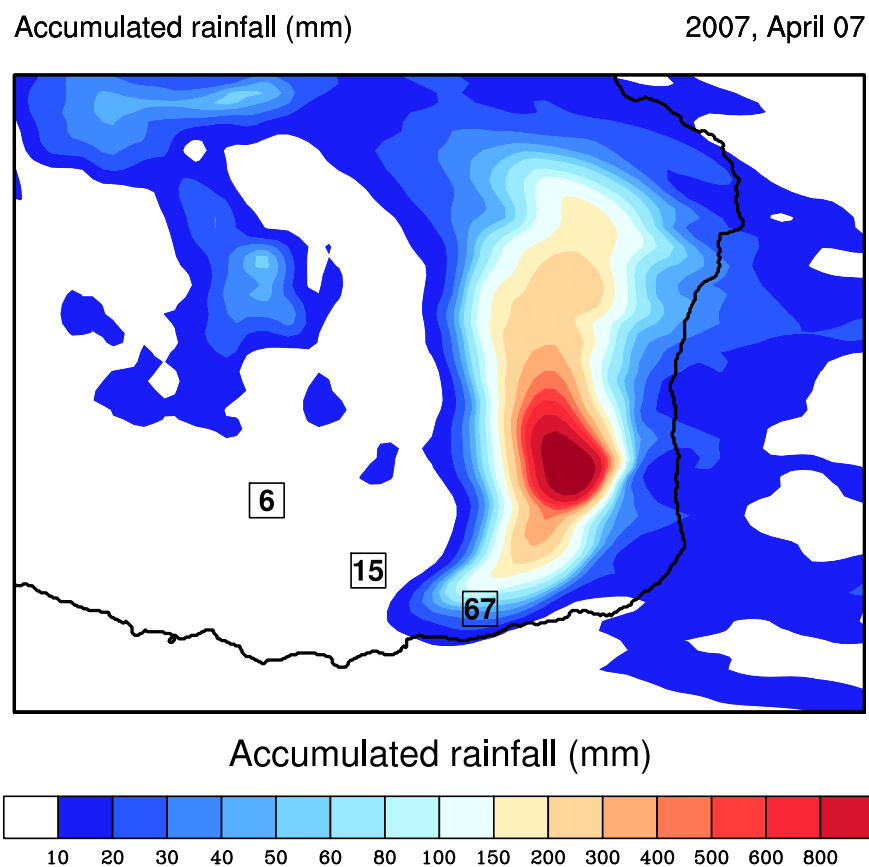 Accumulated rainfall (mm) 2007, April 07
6
15
67
Accumulated rainfall (mm)
10 20 30 40 50 60 80 100 150 200 300 400 500 600 800